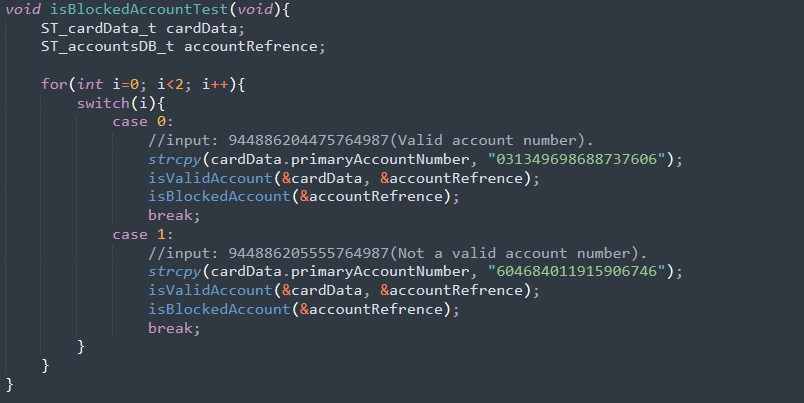 void isBlockedAccountTest(void){
    ST_cardData_t cardData;
    ST_accountsDB_t accountRefrence;

    for(int i=0; i<2; i++){
        switch(i){
            case 0:
                //input: 944886204475764987(Valid account number).
                strcpy(cardData.primaryAccountNumber, "031349698688737606");
                isValidAccount(&cardData, &accountRefrence);
                isBlockedAccount(&accountRefrence);
                break;
            case 1:
                //input: 944886205555764987(Not a valid account number).
                strcpy(cardData.primaryAccountNumber, "604684011915906746");
                isValidAccount(&cardData, &accountRefrence);
                isBlockedAccount(&accountRefrence);
                break;
        }
    }
}